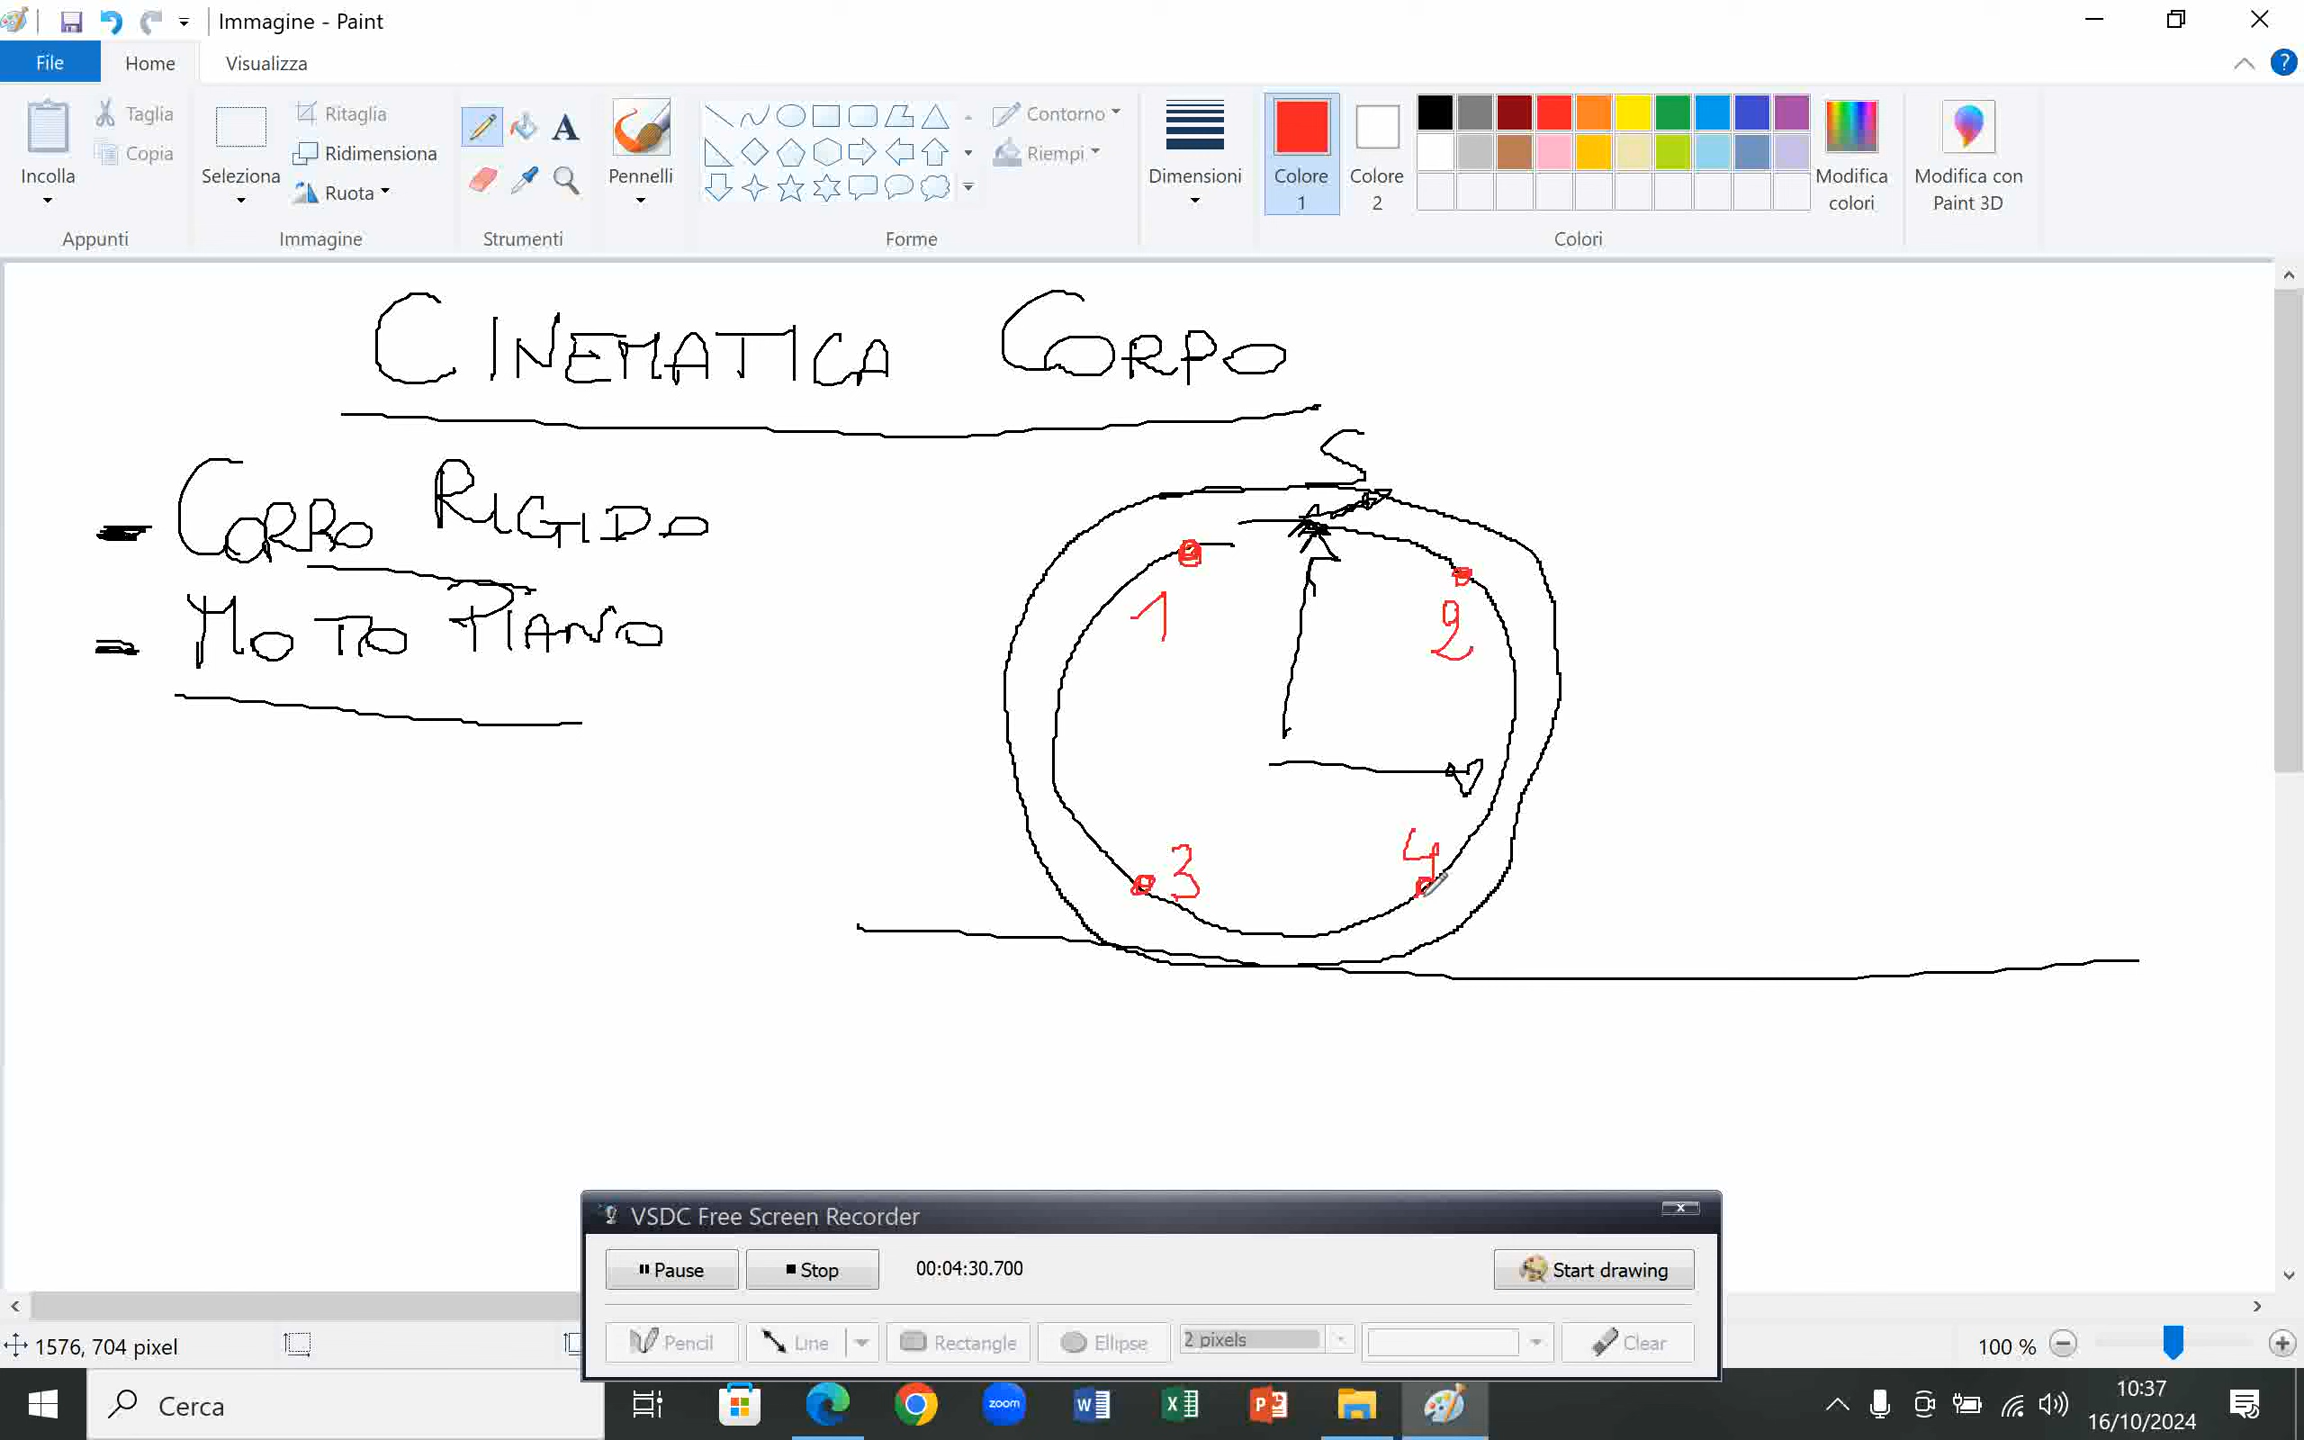 Immagine - Paint
File Home Visualizza
Incolla
Taglia
Copia
Appunti
Seleziona
Ritaglia
Ridimensiona
Ruota
Immagine
A
Strumenti
Pennelli
Forme
Contorno
Riempi
Dimensioni
Colore 1
Colore 2
Colori
Modifica colori
Modifica con Paint 3D
?
CINEMATICA CORPO
- CORPO RIGIDO
- MOTO PIANO
S
1
2
3
4
VSDC Free Screen Recorder
Pause Stop 00:04:30.700 Start drawing
Pencil Line Rectangle Ellipse 2 pixels Clear
1576, 704 pixel
100 %
Cerca
zoom
W
X
P
10:37
16/10/2024